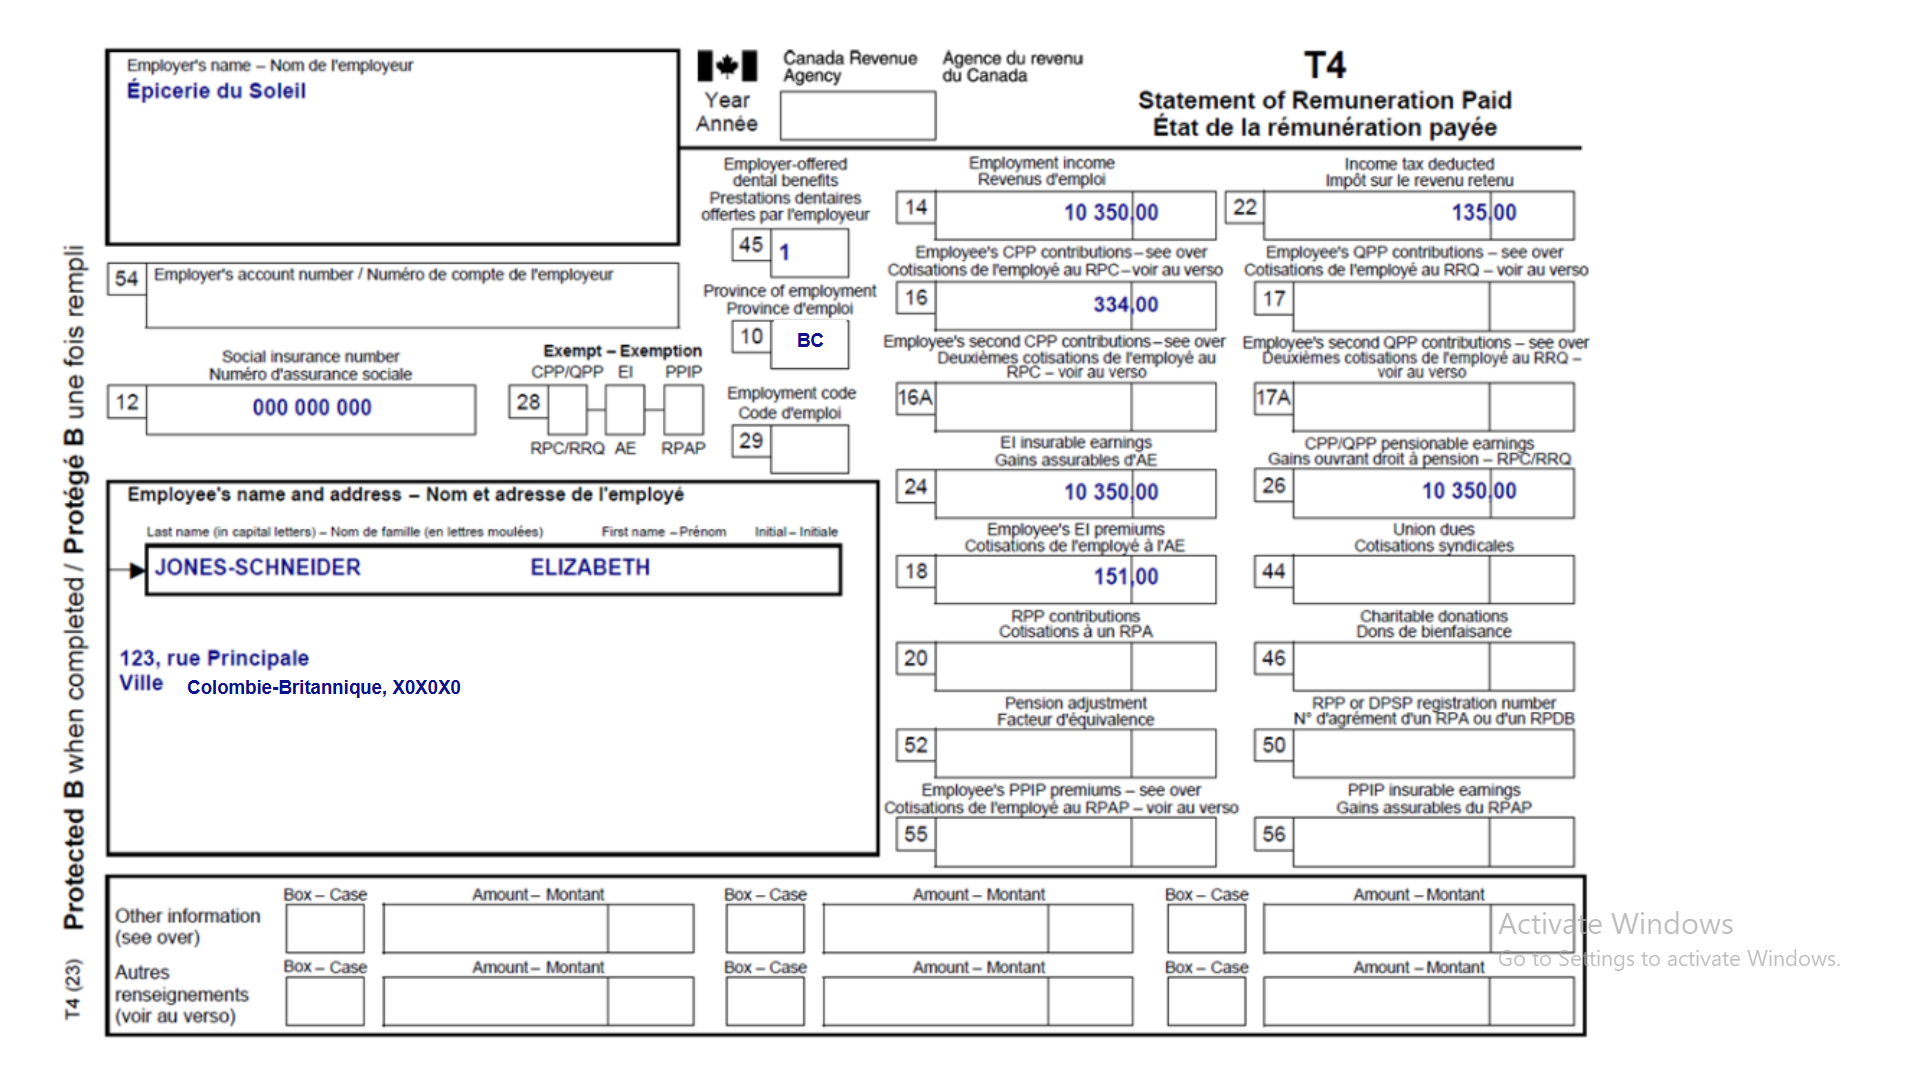 Employer's name – Nom de l'employeur
Épicerie du Soleil
Canada Revenue Agency
Agence du revenu du Canada
Year
Année
T4
Statement of Remuneration Paid
État de la rémunération payée
Employer-offered dental benefits
Prestations dentaires offertes par l'employeur
45 1
Employment income
Revenus d'emploi
14 10 350,00
Income tax deducted
Impôt sur le revenu retenu
22 135,00
54 Employer's account number / Numéro de compte de l'employeur
Province of employment
Province d'emploi
10 BC
Employee's CPP contributions – see over
Cotisations de l'employé au RPC – voir au verso
16 334,00
Employee's QPP contributions – see over
Cotisations de l'employé au RRQ – voir au verso
17
Social insurance number
Numéro d'assurance sociale
12 000 000 000
Exempt – Exemption
CPP/QPP EI PPIP
28
RPC/RRQ AE RPAP
Employment code
Code d'emploi
29
Employee's second CPP contributions – see over
Deuxièmes cotisations de l'employé au RPC – voir au verso
16A
Employee's second QPP contributions – see over
Deuxièmes cotisations de l'employé au RRQ – voir au verso
17A
EI insurable earnings
Gains assurables d'AE
24 10 350,00
CPP/QPP pensionable earnings
Gains ouvrant droit à pension – RPC/RRQ
26 10 350,00
Employee's name and address – Nom et adresse de l'employé
Last name (in capital letters) – Nom de famille (en lettres moulées) First name – Prénom Initial – Initiale
JONES-SCHNEIDER ELIZABETH
123, rue Principale
Ville Colombie-Britannique, X0X0X0
Employee's EI premiums
Cotisations de l'employé à l'AE
18 151,00
Union dues
Cotisations syndicales
44
RPP contributions
Cotisations à un RPA
20
Charitable donations
Dons de bienfaisance
46
Pension adjustment
Facteur d'équivalence
52
RPP or DPSP registration number
N° d'agrément d'un RPA ou d'un RPDB
50
Employee's PPIP premiums – see over
Cotisations de l'employé au RPAP – voir au verso
55
PPIP insurable earnings
Gains assurables du RPAP
56
Other information
(see over)
Box – Case Amount – Montant Box – Case Amount – Montant Box – Case Amount – Montant
Autres
renseignements
(voir au verso)
Box – Case Amount – Montant Box – Case Amount – Montant Box – Case Amount – Montant
T4 (23) Protected B when completed / Protégé B une fois rempli
Activate Windows
Go to Settings to activate Windows.